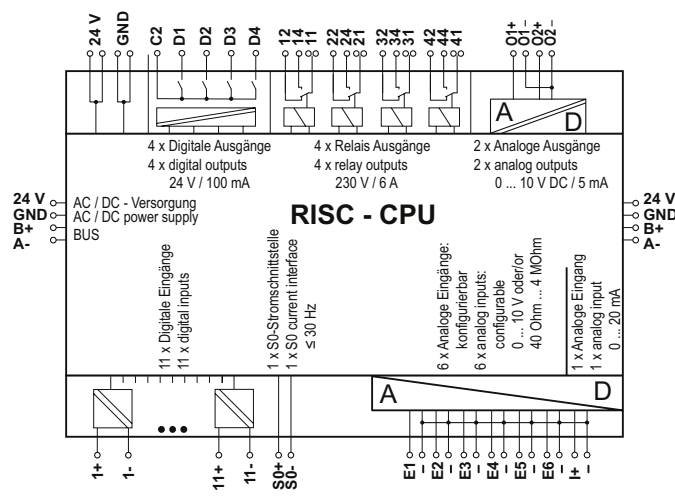 24 V
GND
C2
D1
D2
D3
D4
12
14
11
22
24
21
32
34
31
42
44
41
O1+
O1-
O2+
O2-
A
D
4 x Digitale Ausgänge
4 x digital outputs
24 V / 100 mA
4 x Relais Ausgänge
4 x relay outputs
230 V / 6 A
2 x Analoge Ausgänge
2 x analog outputs
0 ... 10 V DC / 5 mA
24 V
GND
B+
A-
AC / DC - Versorgung
AC / DC power supply
BUS
RISC - CPU
24 V
GND
B+
A-
11 x Digitale Eingänge
11 x digital inputs
1 x S0-Stromschnittstelle
1 x S0 current interface
≤ 30 Hz
6 x Analoge Eingänge:
konfigurierbar
6 x analog inputs:
configurable
0 ... 10 V oder/or
40 Ohm ... 4 MOhm
1 x Analoge Eingang
1 x analog input
0 ... 20 mA
A
D
1+
1-
11+
11-
S0+
S0-
E1
-
E2
-
E3
-
E4
-
E5
-
E6
-
I+
-